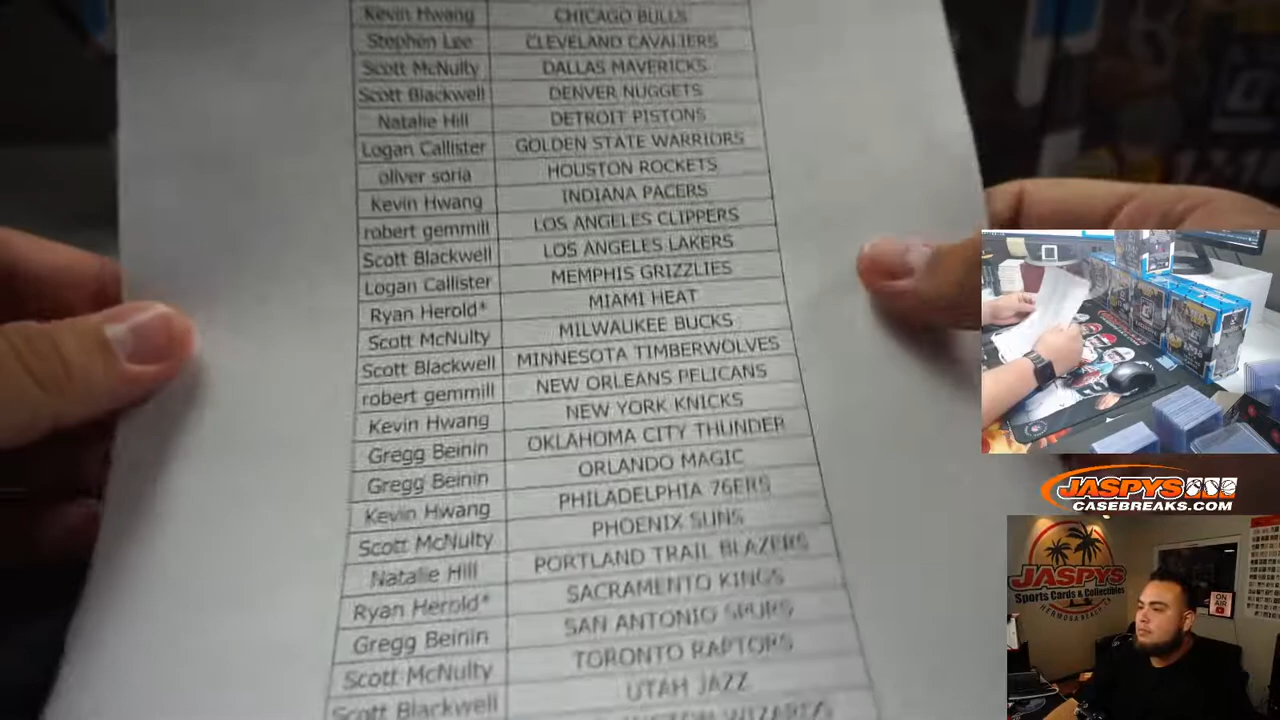 Kevin Hwang CHICAGO BULLS
Stephen Lee CLEVELAND CAVALIERS
Scott McNulty DALLAS MAVERICKS
Scott Blackwell DENVER NUGGETS
Natalie Hill DETROIT PISTONS
Logan Callister GOLDEN STATE WARRIORS
oliver soria HOUSTON ROCKETS
Kevin Hwang INDIANA PACERS
robert gemmill LOS ANGELES CLIPPERS
Scott Blackwell LOS ANGELES LAKERS
Logan Callister MEMPHIS GRIZZLIES
Ryan Herold* MIAMI HEAT
Scott McNulty MILWAUKEE BUCKS
Scott Blackwell MINNESOTA TIMBERWOLVES
robert gemmill NEW ORLEANS PELICANS
Kevin Hwang NEW YORK KNICKS
Gregg Beinin OKLAHOMA CITY THUNDER
Gregg Beinin ORLANDO MAGIC
Kevin Hwang PHILADELPHIA 76ERS
Scott McNulty PHOENIX SUNS
Natalie Hill PORTLAND TRAIL BLAZERS
Ryan Herold* SACRAMENTO KINGS
Gregg Beinin SAN ANTONIO SPURS
Scott McNulty TORONTO RAPTORS
Scott Blackwell UTAH JAZZ
JASPYS
CASEBREAKS.COM
JASPYS
Sports Cards & Collectibles
HERMOSA BEACH, CA
ON AIR